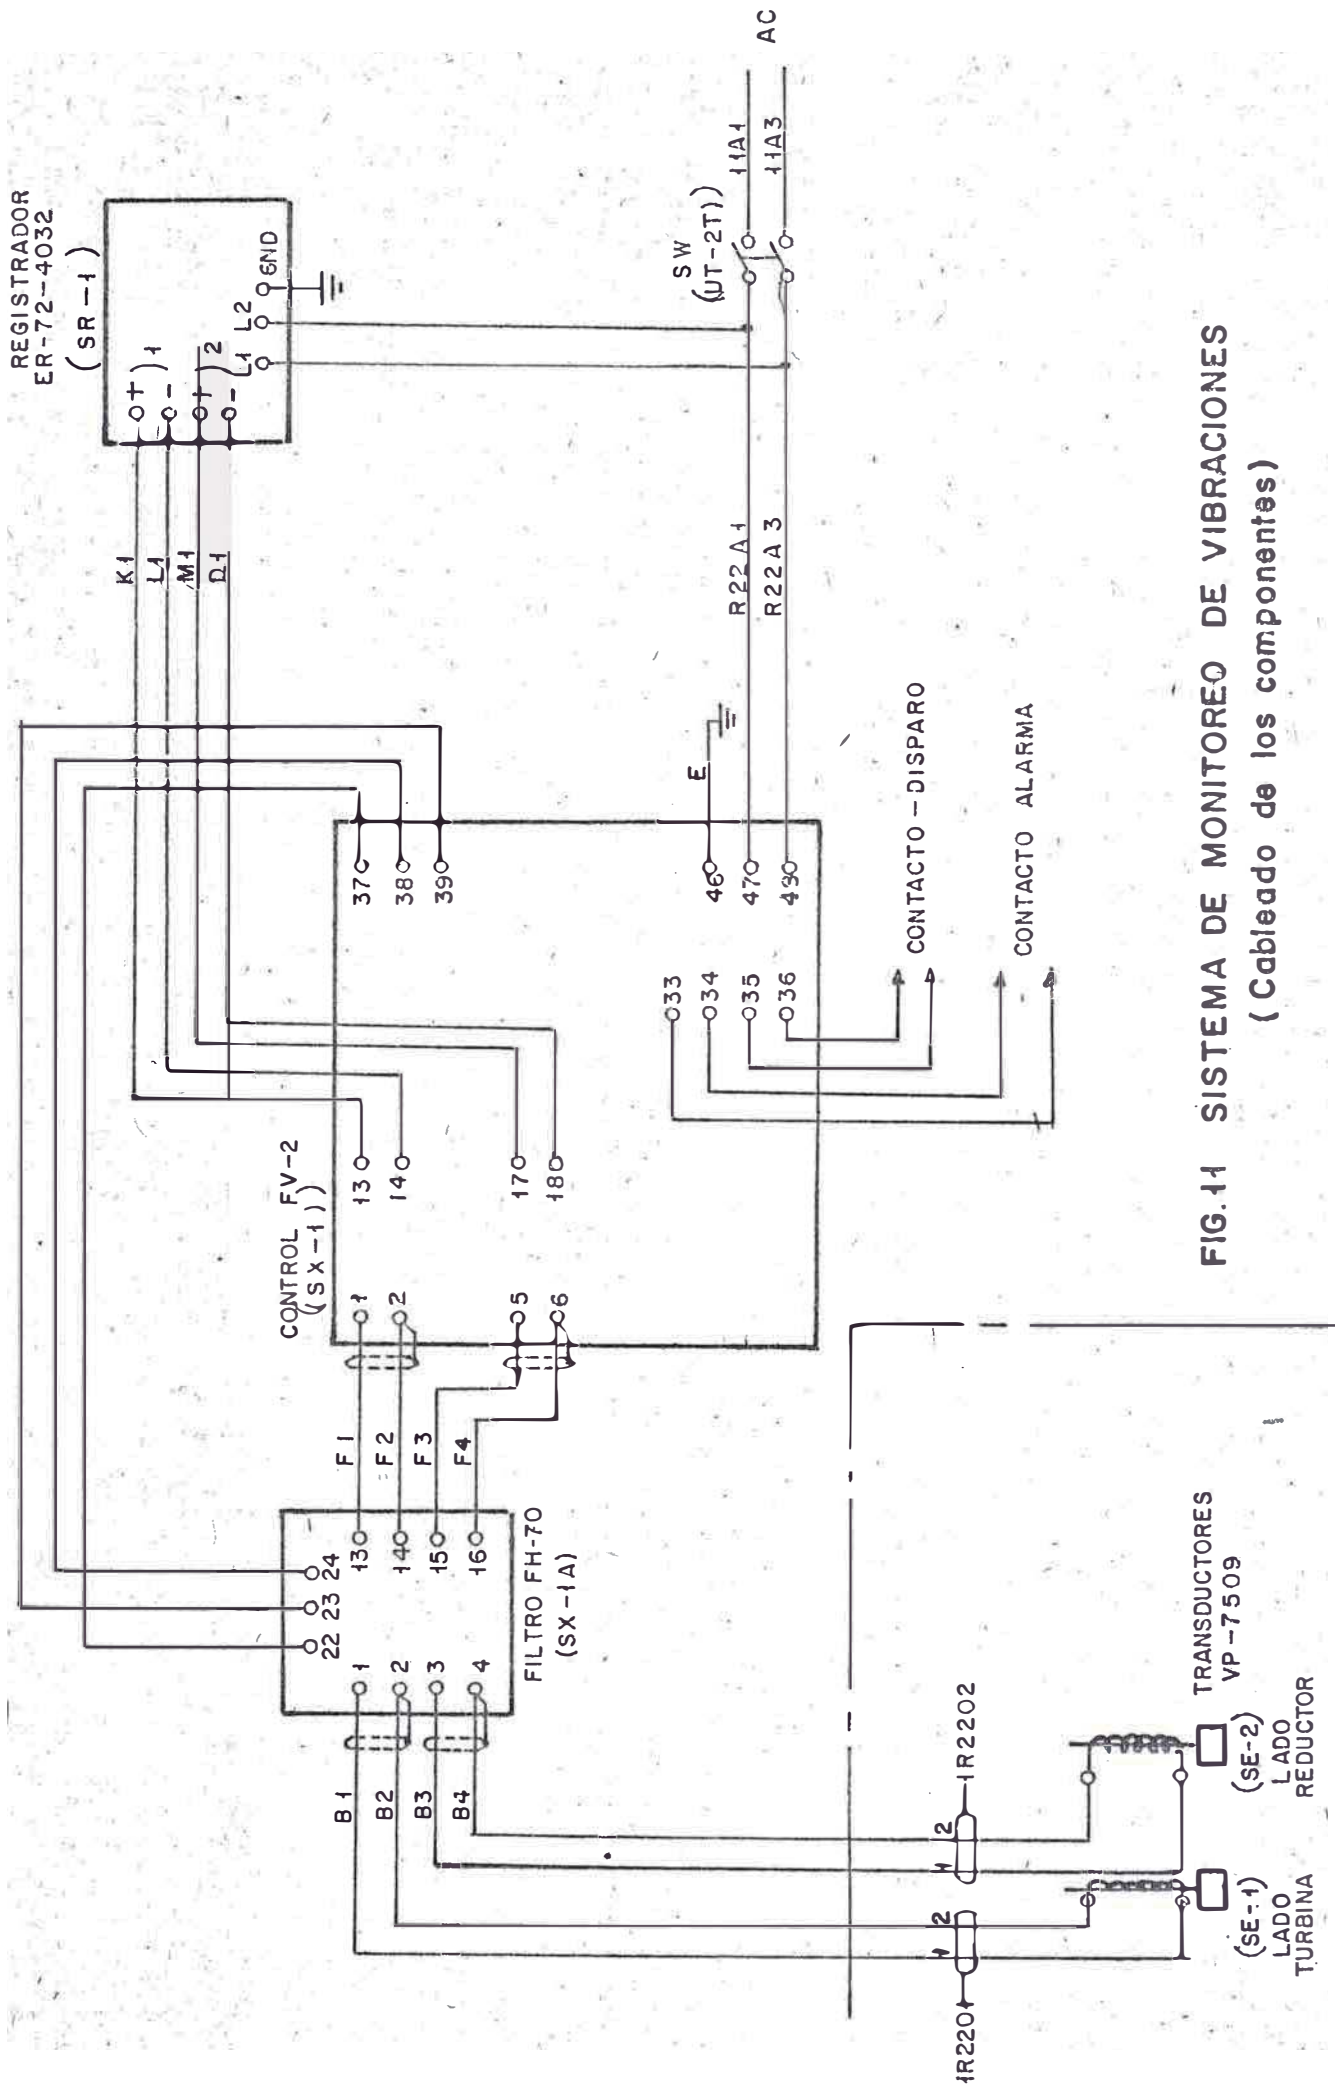 REGISTRADOR
ER-72-4032
(SR-1)
+
-
)1
+
-
)2
L1
L2
GND
K1
L1
M1
AC
11A1
11A3
SW
(UT-2T))
R22A1
R22A3
CONTROL FV-2
((SX-1))
1
2
5
6
13
14
17
18
37
38
39
46
47
43
E
33
34
35
36
CONTACTO-DISPARO
CONTACTO ALARMA
F1
F2
F3
F4
FILTRO FH-70
(SX-1A)
22
23
24
13
14
15
16
1
2
3
4
B1
B2
B3
B4
1R2201
1
2
1R2202
1
2
TRANSDUCTORES
VP-7509
(SE-1)
LADO
TURBINA
(SE-2)
LADO
REDUCTOR
FIG.11 SISTEMA DE MONITOREO DE VIBRACIONES
(Cableado de los componentes)